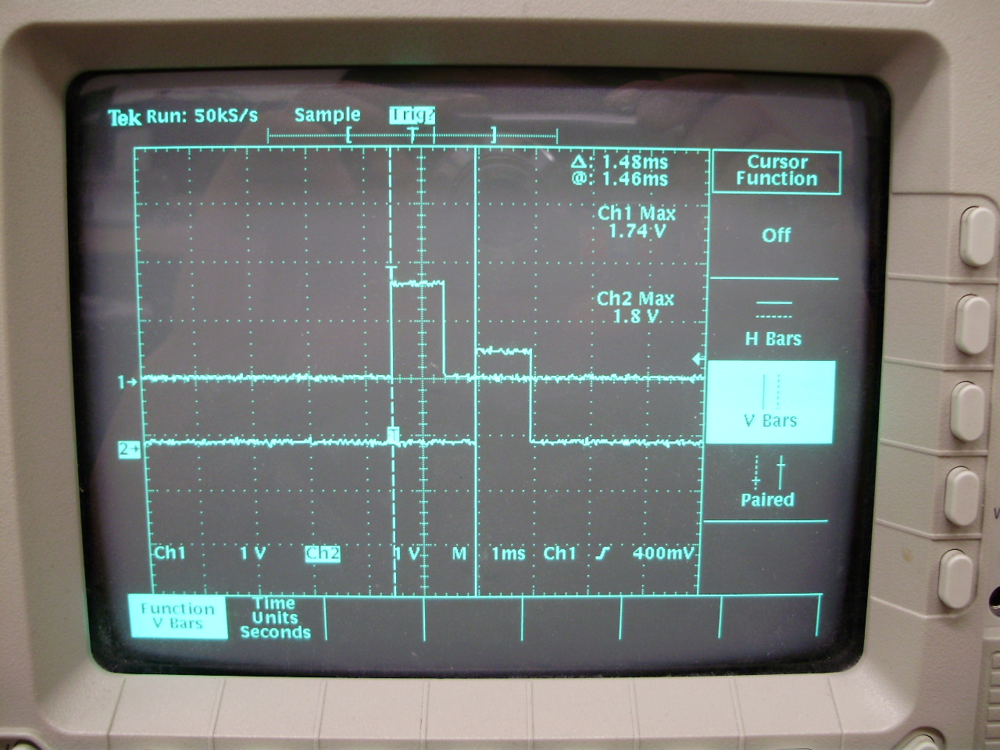 Tek Run: 50kS/s Sample Trig?
T
Δ: 1.48ms
@: 1.46ms
Cursor
Function
Ch1 Max
1.74 V
Off
T
Ch2 Max
1.8 V
H Bars
1→
V Bars
T
2→
Paired
Ch1 1 V Ch2 1 V M 1ms Ch1 400mV
Function
V Bars
Time
Units
Seconds